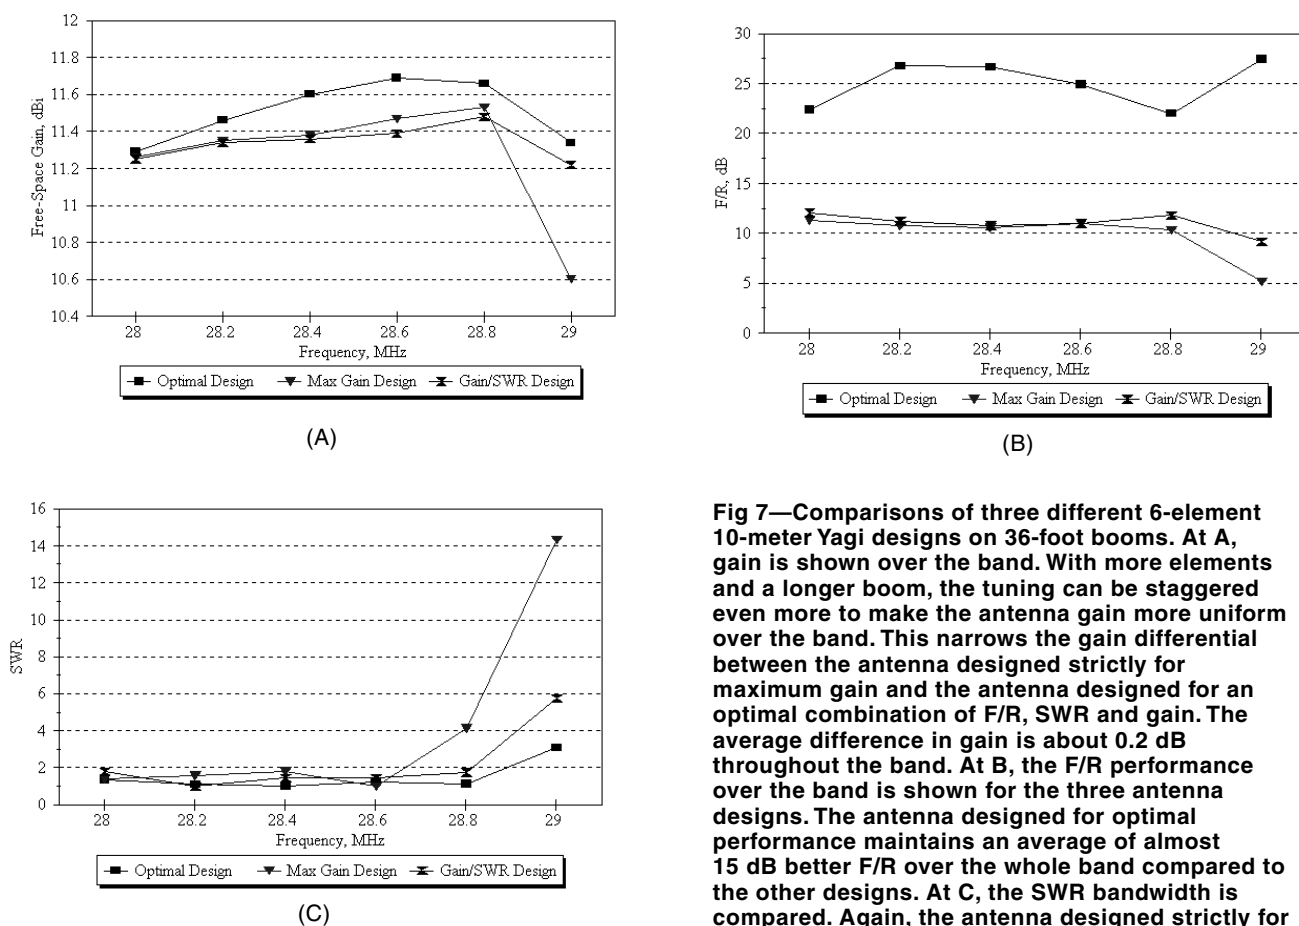 12
11.8
11.6
11.4
11.2
11
10.8
10.6
10.4
Free-Space Gain, dBi
28 28.2 28.4 28.6 28.8 29
Frequency, MHz
Optimal Design Max Gain Design Gain/SWR Design
(A)
30
25
20
15
10
5
0
F/R, dB
28 28.2 28.4 28.6 28.8 29
Frequency, MHz
Optimal Design Max Gain Design Gain/SWR Design
(B)
16
14
12
10
8
6
4
2
0
SWR
28 28.2 28.4 28.6 28.8 29
Frequency, MHz
Optimal Design Max Gain Design Gain/SWR Design
(C)
Fig 7—Comparisons of three different 6-element
10-meter Yagi designs on 36-foot booms. At A,
gain is shown over the band. With more elements
and a longer boom, the tuning can be staggered
even more to make the antenna gain more uniform
over the band. This narrows the gain differential
between the antenna designed strictly for
maximum gain and the antenna designed for an
optimal combination of F/R, SWR and gain. The
average difference in gain is about 0.2 dB
throughout the band. At B, the F/R performance
over the band is shown for the three antenna
designs. The antenna designed for optimal
performance maintains an average of almost
15 dB better F/R over the whole band compared to
the other designs. At C, the SWR bandwidth is
compared. Again, the antenna designed strictly for